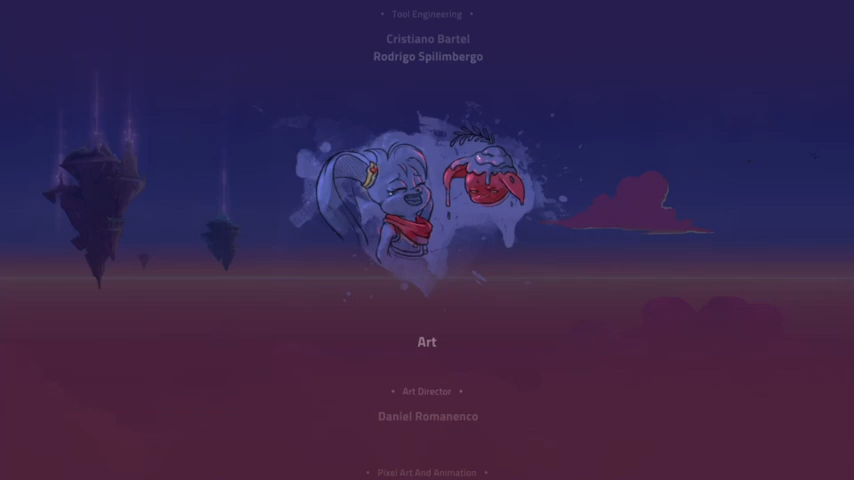 • Tool Engineering •
Cristiano Bartel
Rodrigo Spilimbergo
Art
• Art Director •
Daniel Romanenco
• Pixel Art And Animation •